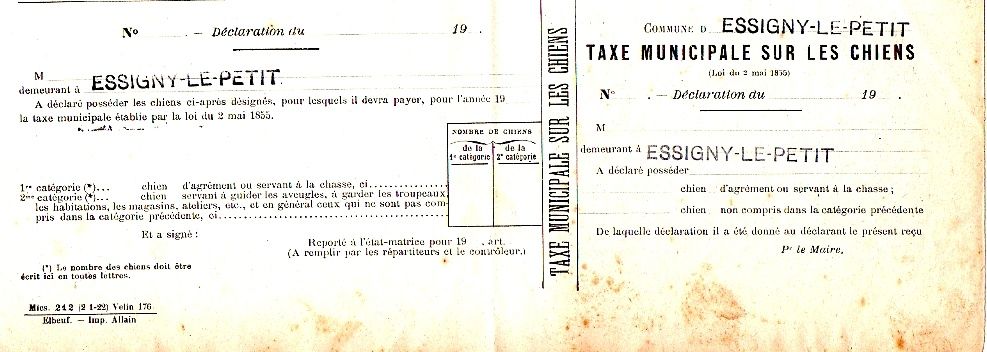 N° . — Déclaration du 19 .
M
demeurant à ESSIGNY-LE-PETIT
A déclaré posséder les chiens ci-après désignés, pour lesquels il devra payer, pour l'année 19
la taxe municipale établie par la loi du 2 mai 1855.
NOMBRE DE CHIENS
de la 1re catégorie
de la 2e catégorie
1re catégorie (*)... chien d'agrément ou servant à la chasse, ci
2me catégorie (*)... chien servant à guider les aveugles, à garder les troupeaux,
les habitations, les magasins, ateliers, etc., et en général ceux qui ne sont pas com-
pris dans la catégorie précédente, ci
Et a signé :
Reporté à l'état-matrice pour 19 . art.
(A remplir par les répartiteurs et le contrôleur.)
(*) Le nombre des chiens doit être
écrit ici en toutes lettres.
Mics. 242 (2 1-22) Velin 176
Elbeuf. — Imp. Allain
TAXE MUNICIPALE SUR LES CHIENS
COMMUNE D ESSIGNY-LE-PETIT
TAXE MUNICIPALE SUR LES CHIENS
(Loi du 2 mai 1855)
N° . — Déclaration du 19 .
M
demeurant à ESSIGNY-LE-PETIT
A déclaré posséder
chien d'agrément ou servant à la chasse ;
chien non compris dans la catégorie précédente
De laquelle déclaration il a été donné au déclarant le présent reçu
Pr le Maire,